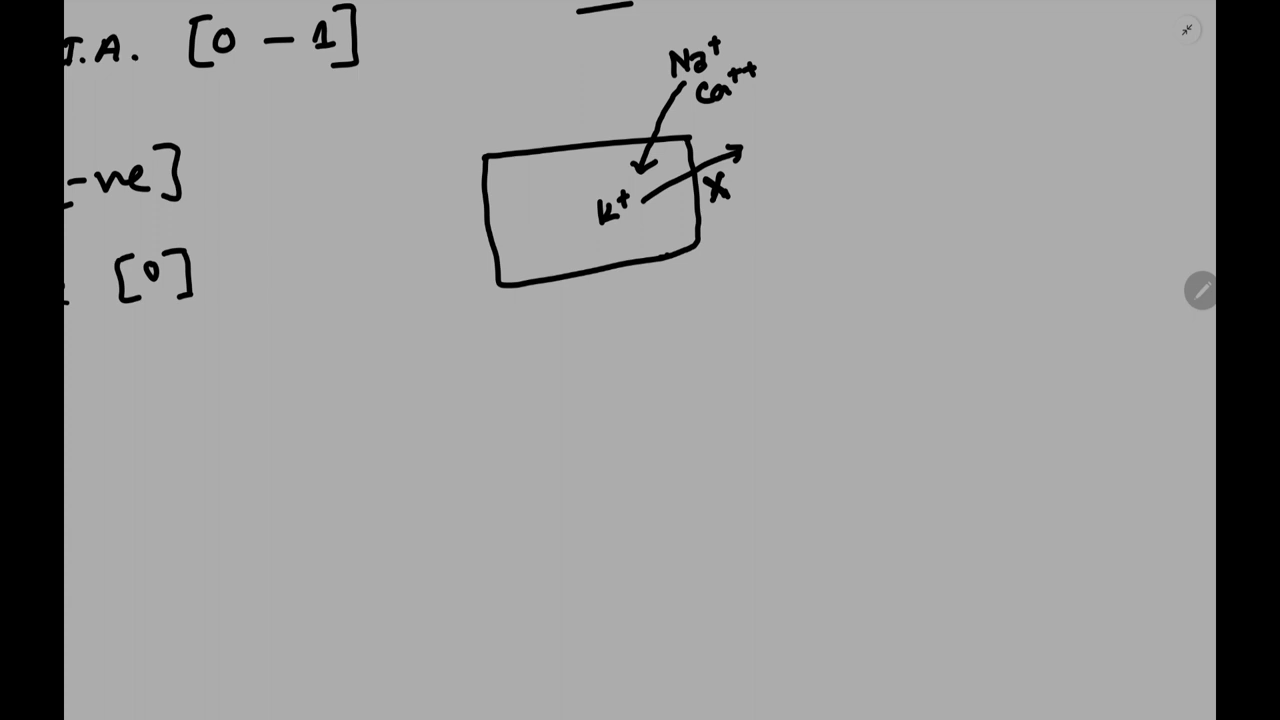 I.A. [0 - 1]
Na+
Ca++
-ve]
K+
X
[0]